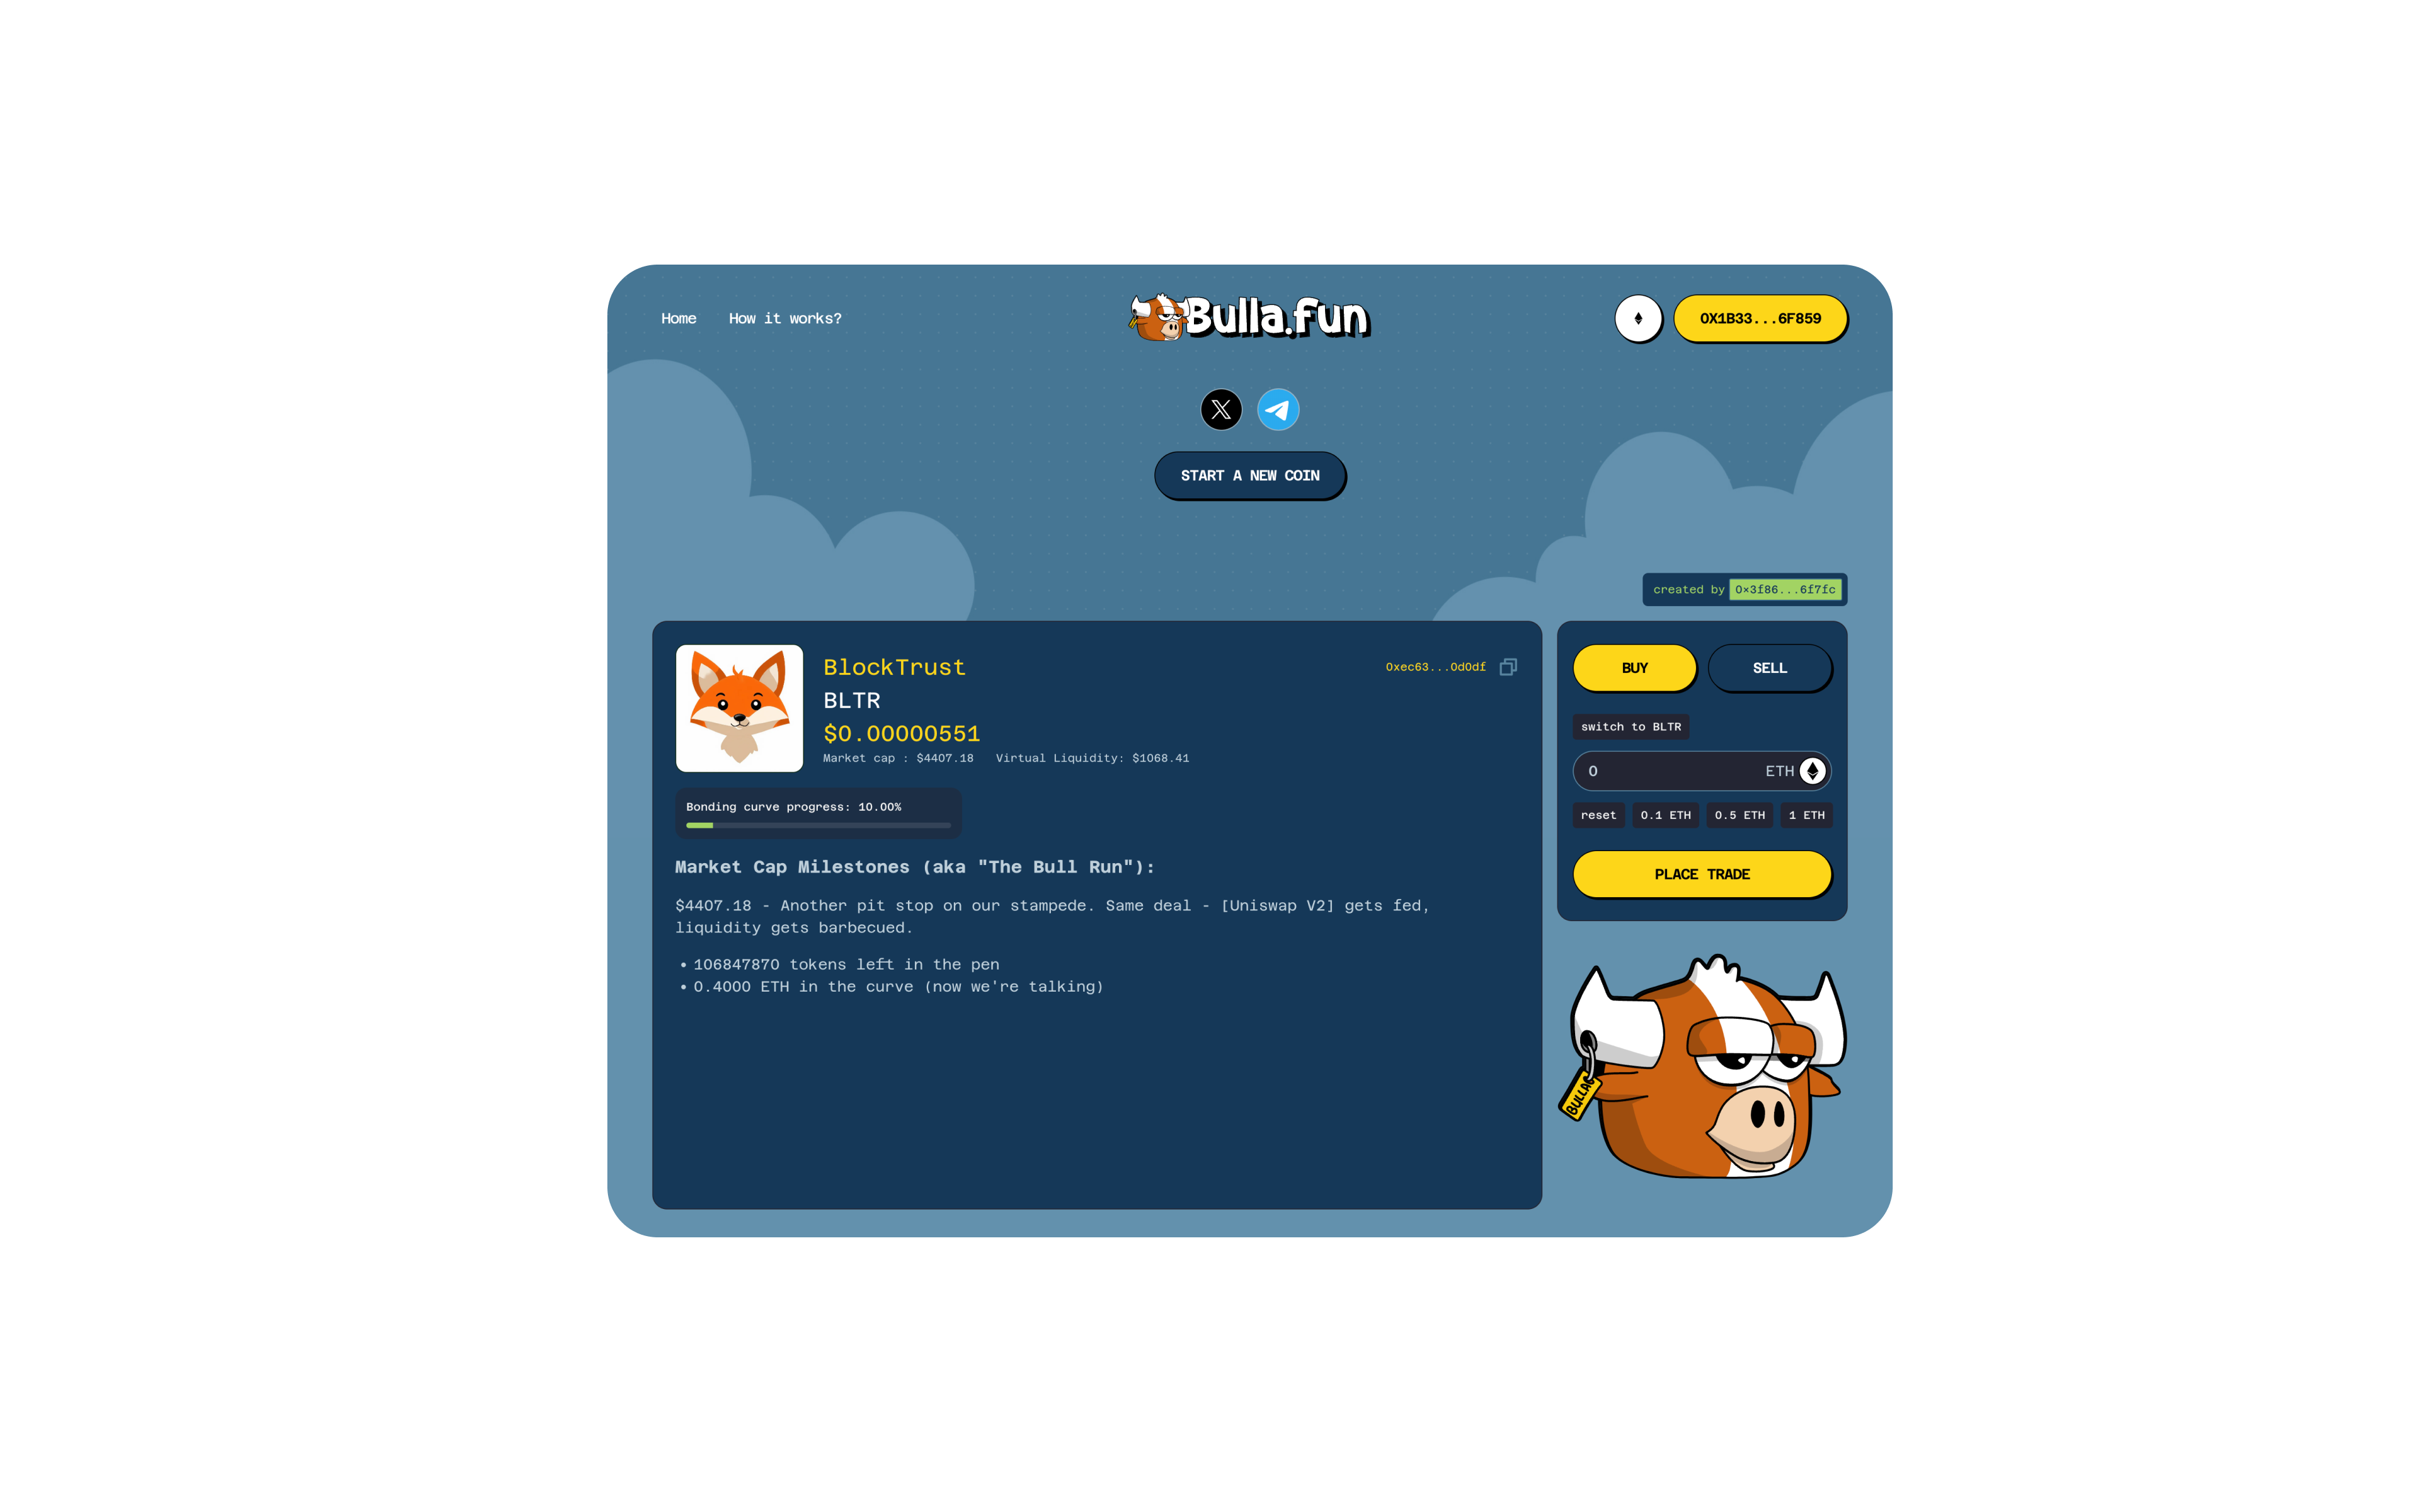 Home How it works? Bulla.fun 0X1B33...6F859
START A NEW COIN
created by 0×3f86...6f7fc
BlockTrust 0xec63...0d0df
BLTR
$0.00000551
Market cap : $4407.18 Virtual Liquidity: $1068.41
Bonding curve progress: 10.00%
Market Cap Milestones (aka "The Bull Run"):
$4407.18 - Another pit stop on our stampede. Same deal - [Uniswap V2] gets fed,
liquidity gets barbecued.
• 106847870 tokens left in the pen
• 0.4000 ETH in the curve (now we're talking)
BUY SELL
switch to BLTR
0 ETH
reset 0.1 ETH 0.5 ETH 1 ETH
PLACE TRADE